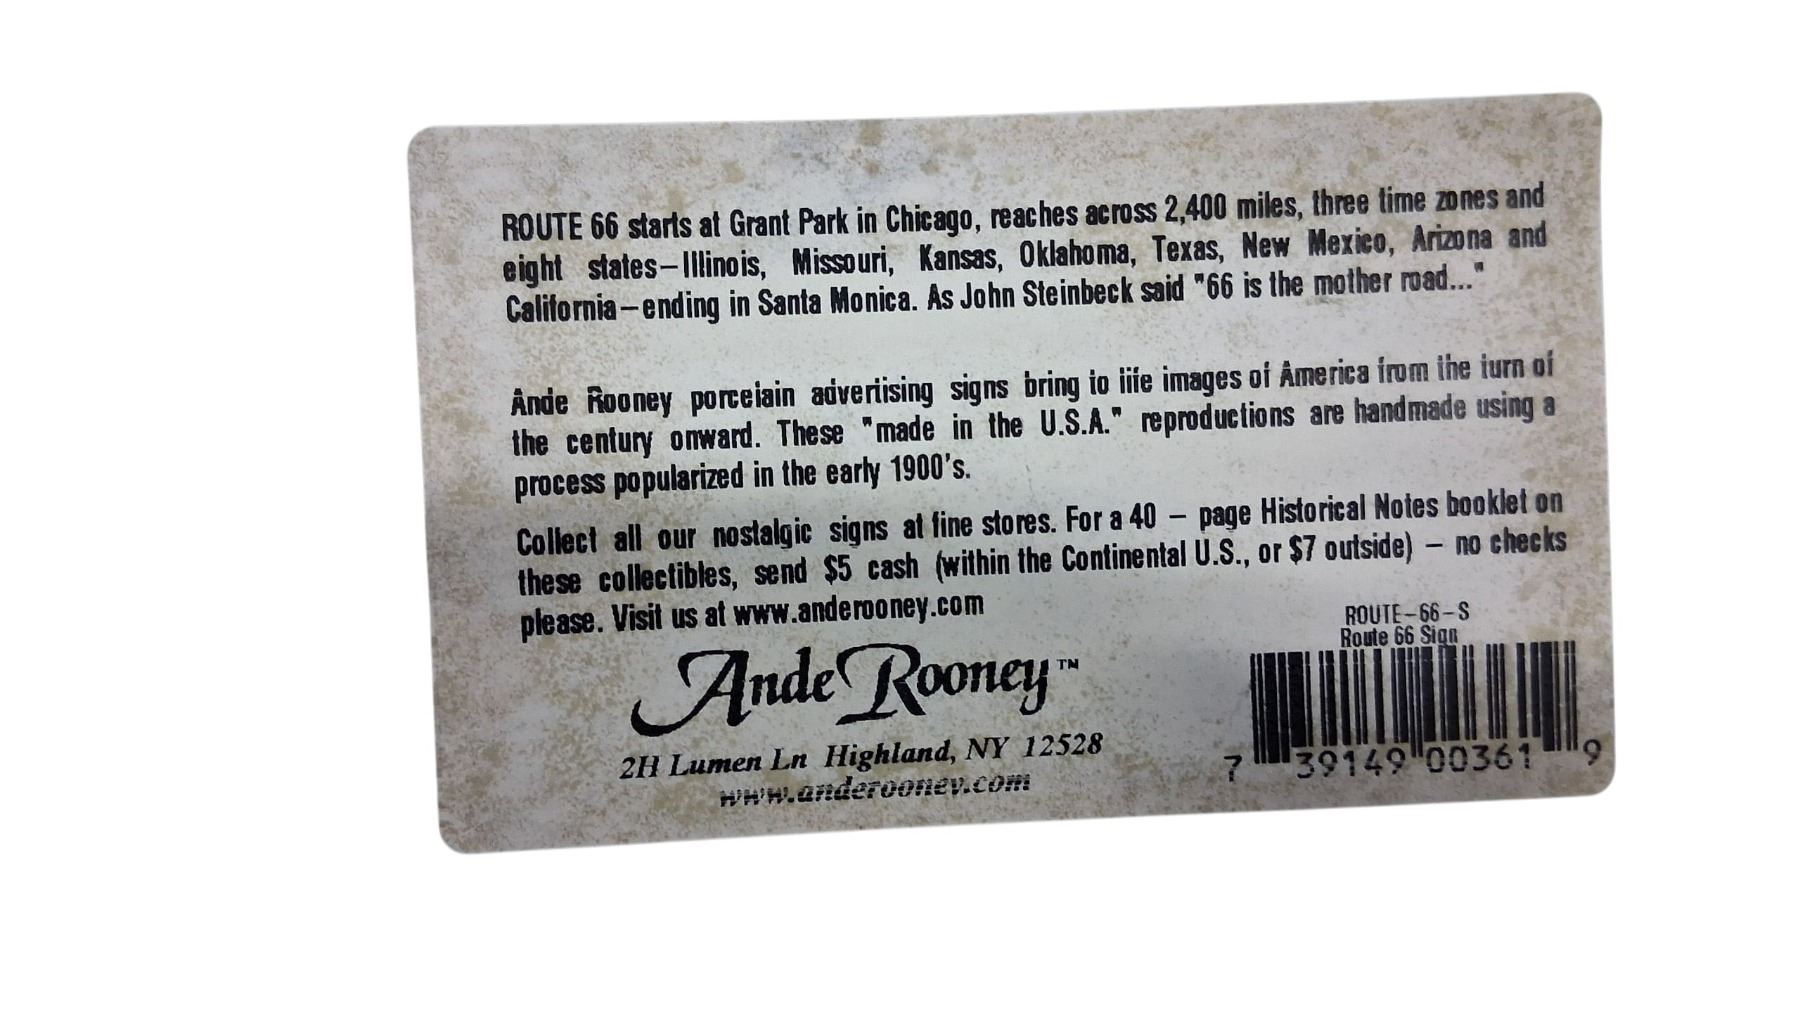 ROUTE 66 starts at Grant Park in Chicago, reaches across 2,400 miles, three time zones and
eight states—Illinois, Missouri, Kansas, Oklahoma, Texas, New Mexico, Arizona and
California—ending in Santa Monica. As John Steinbeck said "66 is the mother road..."
Ande Rooney porcelain advertising signs bring to life images of America from the turn of
the century onward. These "made in the U.S.A." reproductions are handmade using a
process popularized in the early 1900's.
Collect all our nostalgic signs at fine stores. For a 40 – page Historical Notes booklet on
these collectibles, send $5 cash (within the Continental U.S., or $7 outside) – no checks
please. Visit us at www.anderooney.com
Ande Rooney™
2H Lumen Ln Highland, NY 12528
www.anderooney.com
ROUTE-66-S
Route 66 Sign
7 39149 00361 9